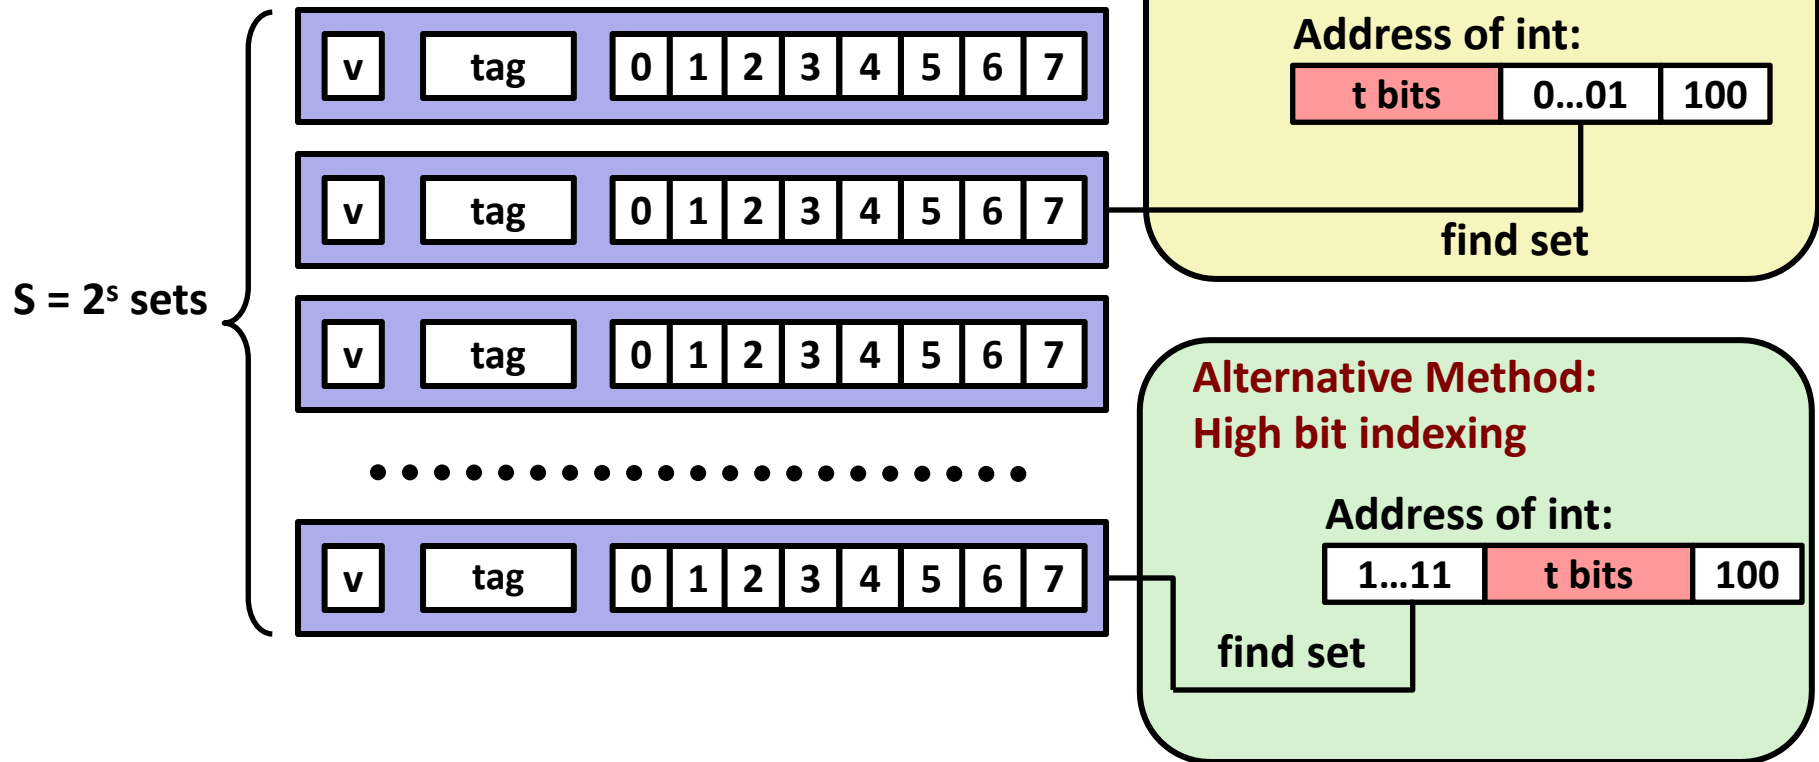 v tag 0 1 2 3 4 5 6 7
Address of int:
t bits 0...01 100
v tag 0 1 2 3 4 5 6 7
find set
S = 2ˢ sets
v tag 0 1 2 3 4 5 6 7
Alternative Method:
High bit indexing
Address of int:
1...11 t bits 100
v tag 0 1 2 3 4 5 6 7
find set